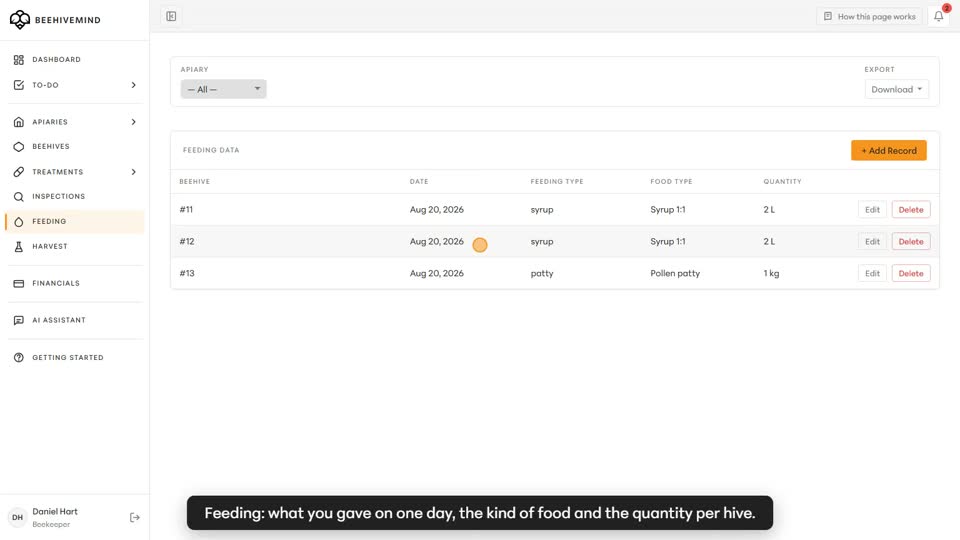 BEEHIVEMIND
How this page works
2
DASHBOARD
TO-DO
APIARIES
BEEHIVES
TREATMENTS
INSPECTIONS
FEEDING
HARVEST
FINANCIALS
AI ASSISTANT
GETTING STARTED
DH
Daniel Hart
Beekeeper
APIARY
— All —
EXPORT
Download
FEEDING DATA
+ Add Record
BEEHIVE DATE FEEDING TYPE FOOD TYPE QUANTITY
#11 Aug 20, 2026 syrup Syrup 1:1 2 L Edit Delete
#12 Aug 20, 2026 syrup Syrup 1:1 2 L Edit Delete
#13 Aug 20, 2026 patty Pollen patty 1 kg Edit Delete
Feeding: what you gave on one day, the kind of food and the quantity per hive.